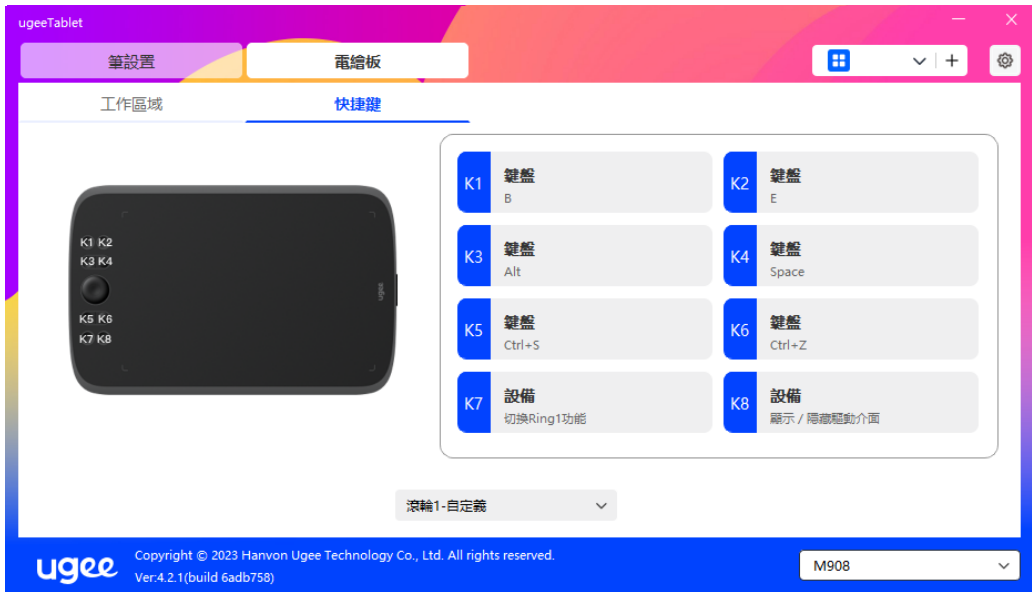 ugeeTablet
筆設置
電繪板
工作區域
快捷鍵
K1 鍵盤
B
K2 鍵盤
E
K3 鍵盤
Alt
K4 鍵盤
Space
K5 鍵盤
Ctrl+S
K6 鍵盤
Ctrl+Z
K7 設備
切換Ring1功能
K8 設備
顯示 / 隱藏驅動介面
K1 K2
K3 K4
K5 K6
K7 K8
ugee
滾輪1-自定義
ugee
Copyright © 2023 Hanvon Ugee Technology Co., Ltd. All rights reserved.
Ver:4.2.1(build 6adb758)
M908